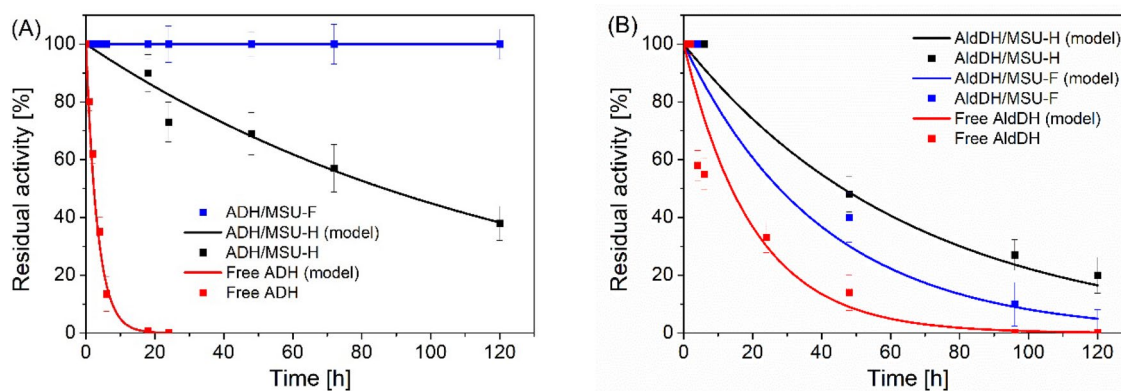 (A)
Residual activity [%]
100
80
60
40
20
0
ADH/MSU-F
ADH/MSU-H (model)
ADH/MSU-H
Free ADH (model)
Free ADH
0 20 40 60 80 100 120
Time [h]
(B)
Residual activity [%]
100
80
60
40
20
0
AldDH/MSU-H (model)
AldDH/MSU-H
AldDH/MSU-F (model)
AldDH/MSU-F
Free AldDH (model)
Free AldDH
0 20 40 60 80 100 120
Time [h]